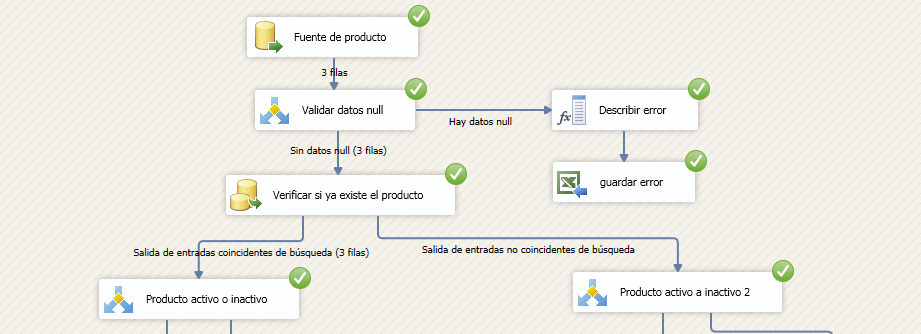 Fuente de producto
3 filas
Validar datos null
Hay datos null
fx
Describir error
Sin datos null (3 filas)
Verificar si ya existe el producto
guardar error
Salida de entradas coincidentes de búsqueda (3 filas)
Salida de entradas no coincidentes de búsqueda
Producto activo o inactivo
Producto activo a inactivo 2